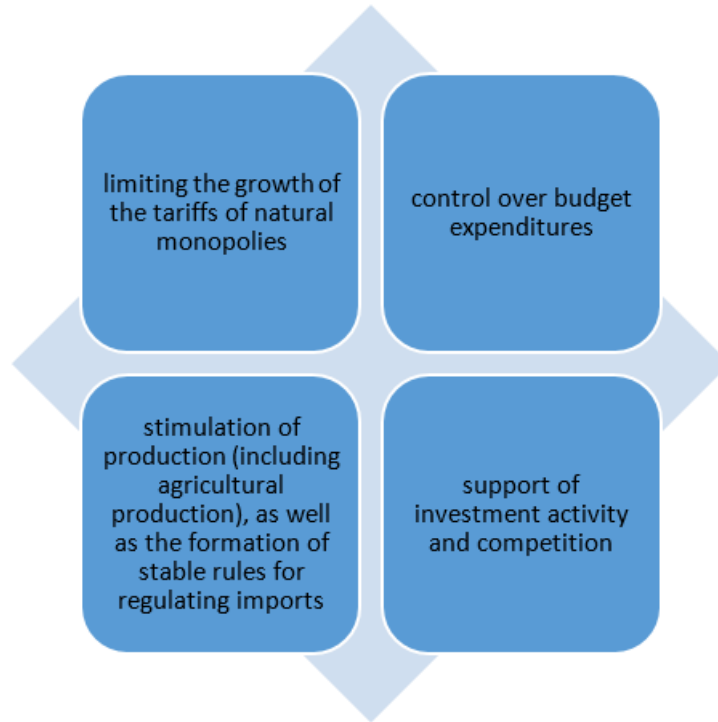 limiting the growth of
the tariffs of natural
monopolies
control over budget
expenditures
stimulation of
production (including
agricultural
production), as well
as the formation of
stable rules for
regulating imports
support of
investment activity
and competition